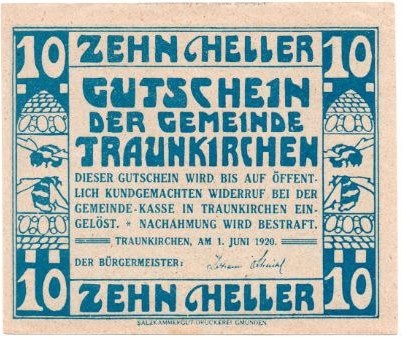 10 ZEHN HELLER 10
GUTSCHEIN
DER GEMEINDE
TRAUNKIRCHEN
DIESER GUTSCHEIN WIRD BIS AUF ÖFFENT-
LICH KUNDGEMACHTEN WIDERRUF BEI DER
GEMEINDE-KASSE IN TRAUNKIRCHEN EIN-
GELÖST. * NACHAHMUNG WIRD BESTRAFT.
TRAUNKIRCHEN, AM 1. JUNI 1920.
DER BÜRGERMEISTER:
10 ZEHN HELLER 10
SALZKAMMERGUT-DRUCKEREI GMUNDEN.